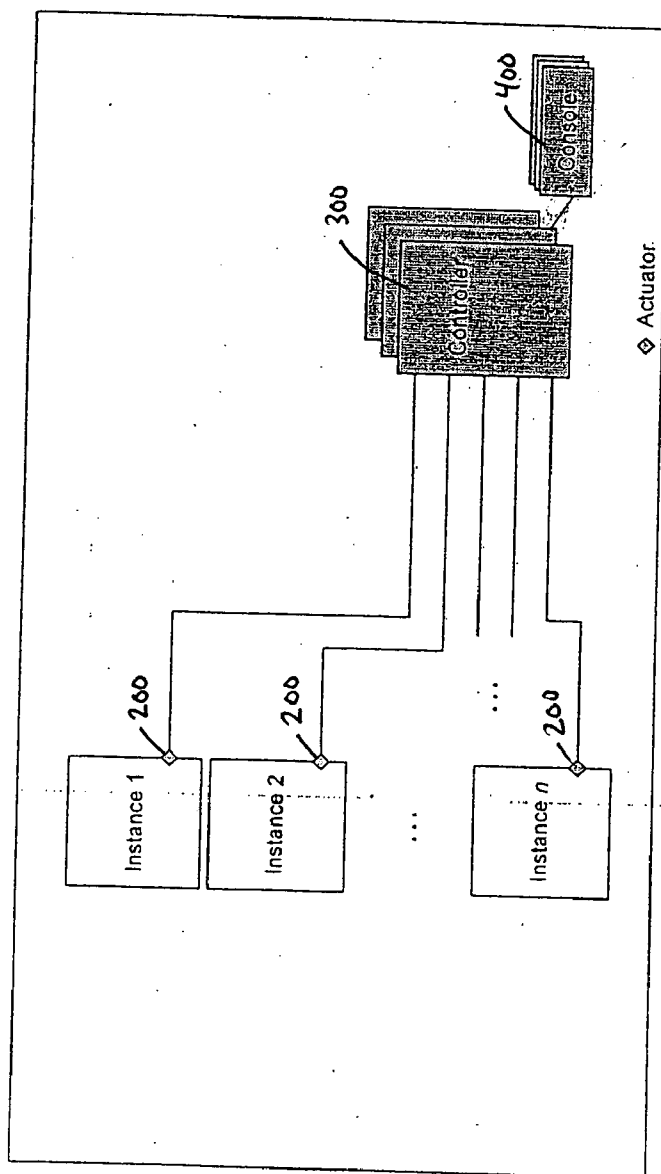 Instance 1
200
Instance 2
200
...
...
Instance n
200
300
Controller
400
Console
Actuator